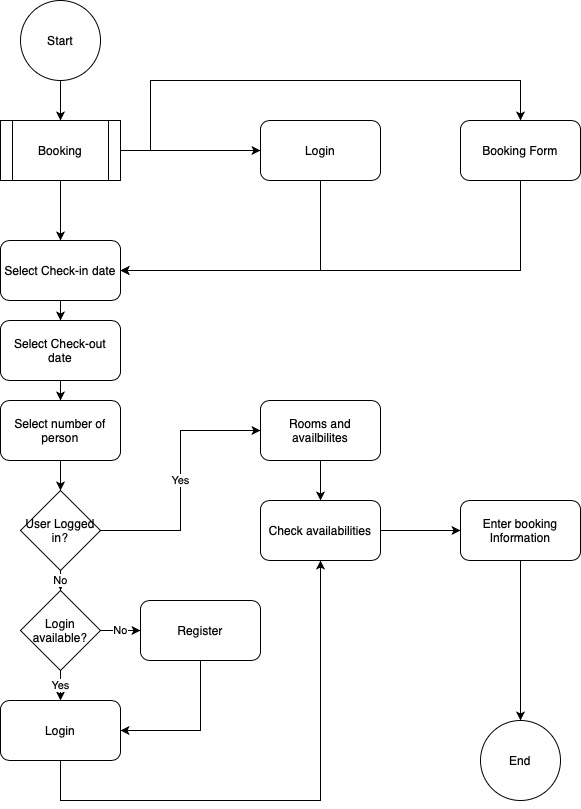 Start
Booking
Login
Booking Form
Select Check-in date
Select Check-out
date
Select number of
person
Rooms and
availbilites
Yes
User Logged
in?
Check availabilities
Enter booking
Information
No
Login
available?
No
Register
Yes
Login
End